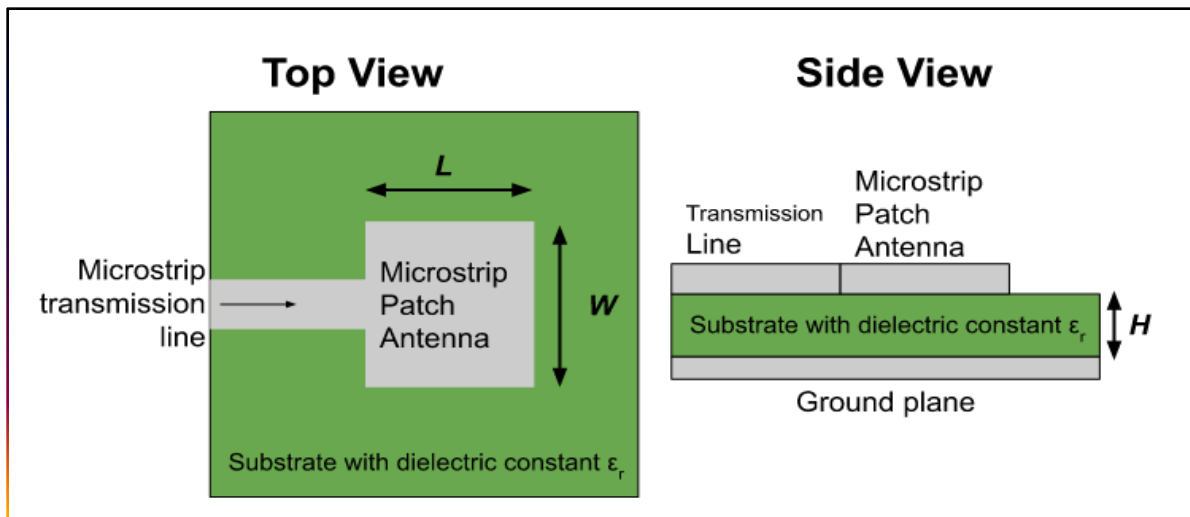 Top View
L
Microstrip
transmission
line
Microstrip
Patch
Antenna
W
Substrate with dielectric constant εr
Side View
Transmission
Line
Microstrip
Patch
Antenna
Substrate with dielectric constant εr
H
Ground plane